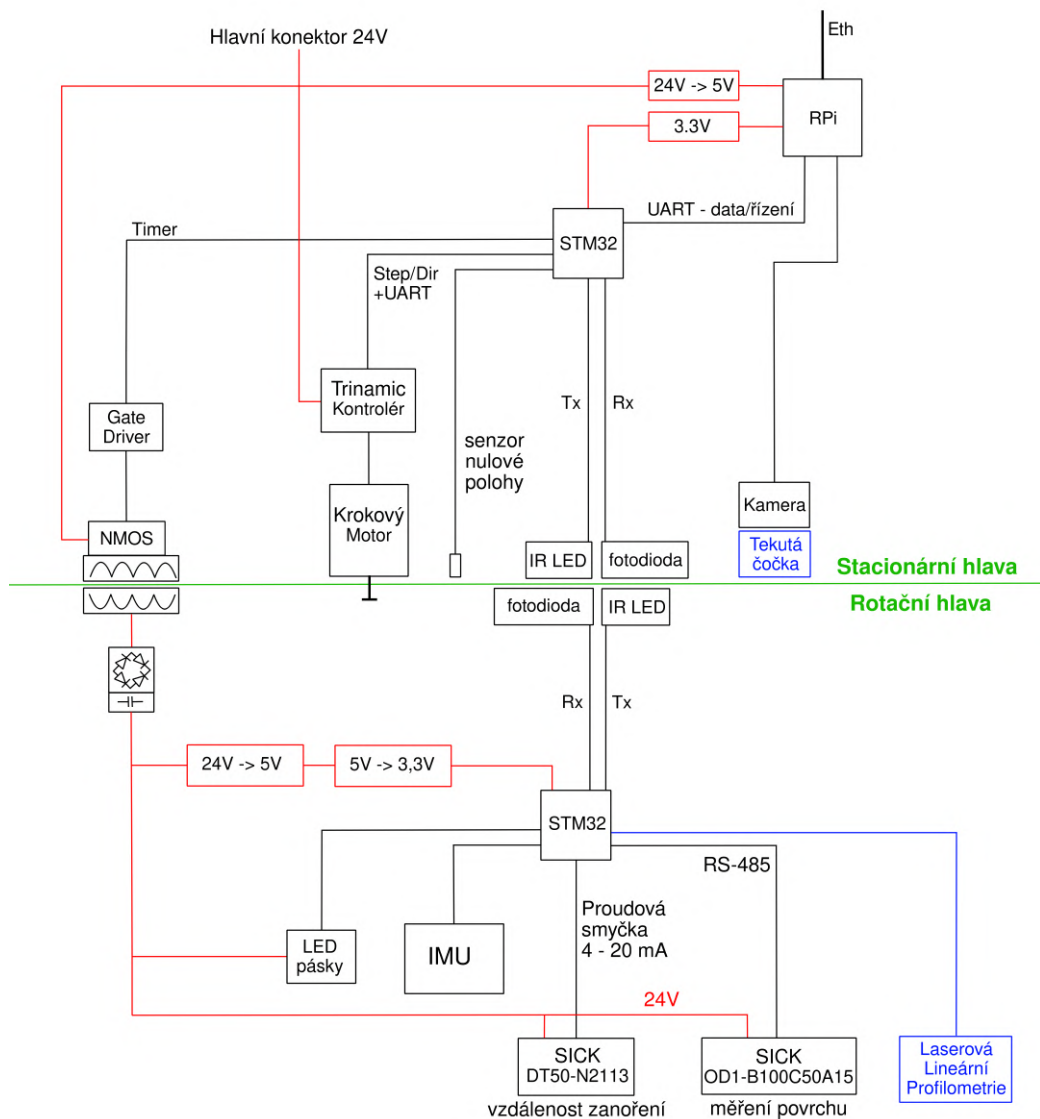 Eth
Hlavní konektor 24V
24V -> 5V
RPi
3.3V
UART - data/řízení
Timer
STM32
Step/Dir
+UART
Trinamic
Kontrolér
Tx
Rx
Gate
Driver
senzor
nulové
polohy
Krokový
Motor
Kamera
NMOS
Tekutá
čočka
IR LED
fotodioda
Stacionární hlava
Rotační hlava
fotodioda
IR LED
Rx
Tx
24V -> 5V
5V -> 3,3V
STM32
RS-485
Proudová
smyčka
4 - 20 mA
LED
pásky
IMU
24V
SICK
DT50-N2113
SICK
OD1-B100C50A15
Laserová
Lineární
Profilometrie
vzdálenost zanoření
měření povrchu